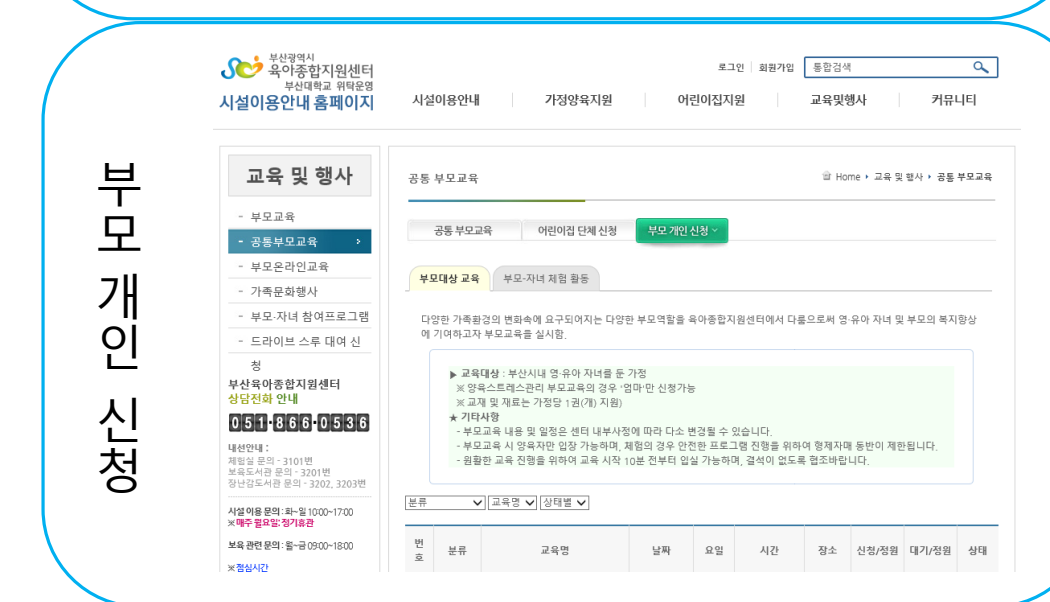 부모 개인 신청
부산광역시
육아종합지원센터
부산대학교 위탁운영
시설이용안내 홈페이지
로그인 | 회원가입
통합검색
시설이용안내 | 가정양육지원 | 어린이집지원 | 교육및행사 | 커뮤니티
교육 및 행사
- 부모교육
- 공통부모교육 ›
- 부모온라인교육
- 가족문화행사
- 부모·자녀 참여프로그램
- 드라이브 스루 대여 신
청
부산육아종합지원센터
상담전화 안내
051·866·0536
내선안내 :
체험실 문의 - 3101번
보육도서관 문의 - 3201번
장난감도서관 문의 - 3202, 3203번
시설 이용 문의 : 화~일 10:00~17:00
※ 매주 월요일: 정기휴관
보육 관련 문의 : 월~금 09:00~18:00
※ 점심시간
공통 부모교육
Home › 교육 및 행사 › 공통 부모교육
공통 부모교육
어린이집 단체 신청
부모 개인 신청
부모대상 교육
부모-자녀 체험 활동
다양한 가족환경의 변화속에 요구되어지는 다양한 부모역할을 육아종합지원센터에서 다룸으로써 영·유아 자녀 및 부모의 복지향상
에 기여하고자 부모교육을 실시함.
▶ 교육대상 : 부산시내 영·유아 자녀를 둔 가정
※ 양육스트레스관리 부모교육의 경우 '엄마'만 신청가능
※ 교재 및 재료는 가정당 1권(개) 지원)
★ 기타사항
- 부모교육 내용 및 일정은 센터 내부사정에 따라 다소 변경될 수 있습니다.
- 부모교육 시 양육자만 입장 가능하며, 체험의 경우 안전한 프로그램 진행을 위하여 형제자매 동반이 제한됩니다.
- 원활한 교육 진행을 위하여 교육 시작 10분 전부터 입실 가능하며, 결석이 없도록 협조바랍니다.
분류 교육명 상태별
번호 분류 교육명 날짜 요일 시간 장소 신청/정원 대기/정원 상태